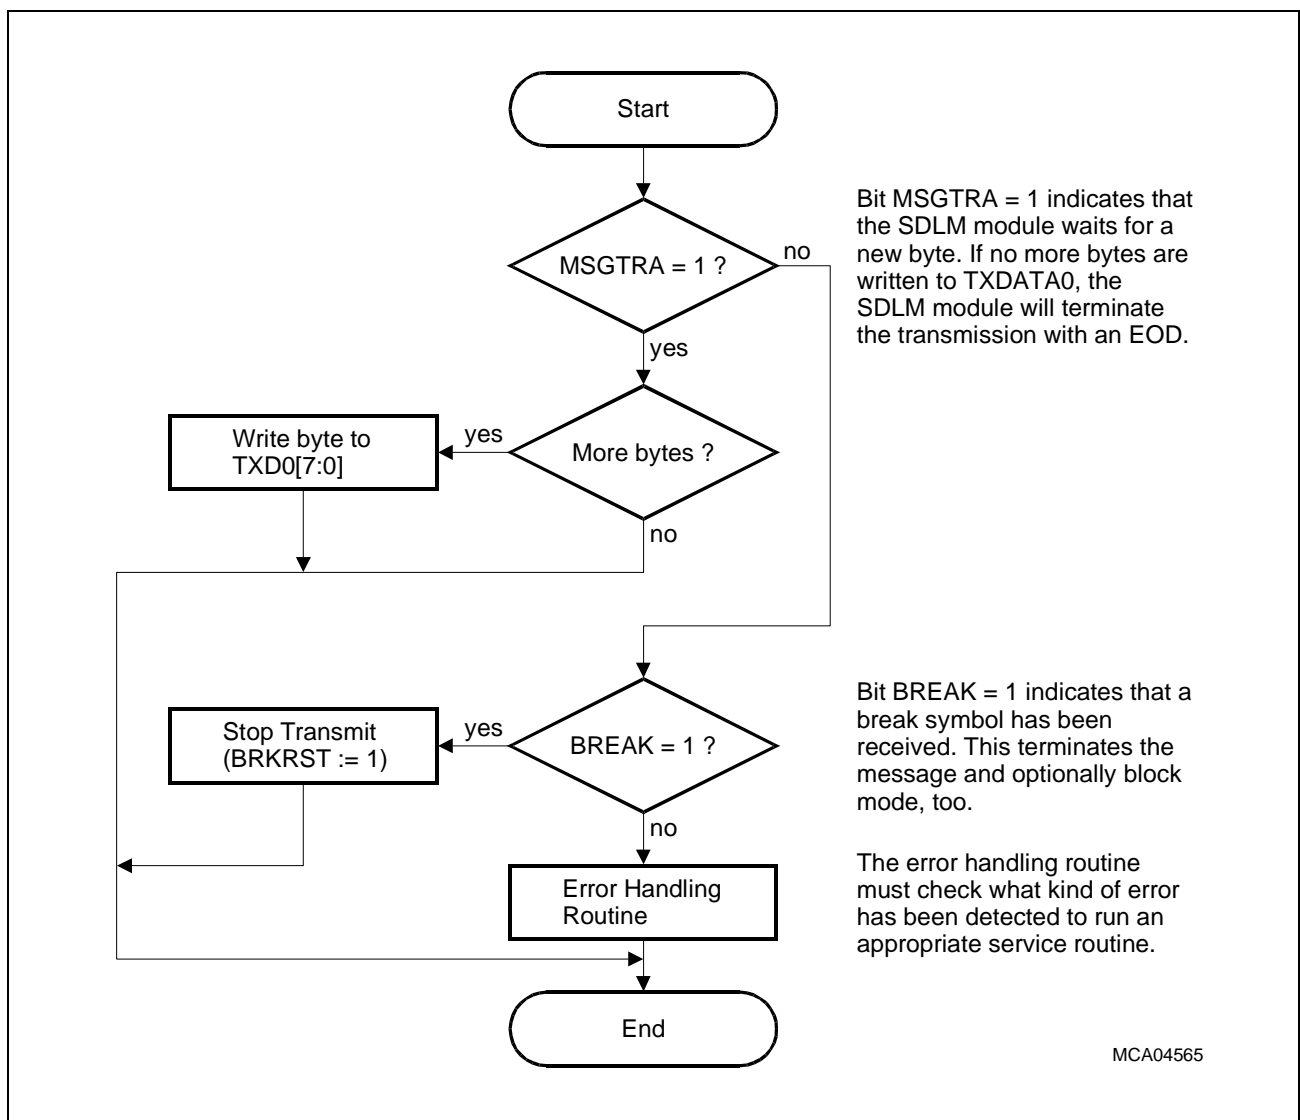 Start
MSGTRA = 1 ?
no
yes
Bit MSGTRA = 1 indicates that
the SDLM module waits for a
new byte. If no more bytes are
written to TXDATA0, the
SDLM module will terminate
the transmission with an EOD.
More bytes ?
yes
Write byte to
TXD0[7:0]
no
BREAK = 1 ?
yes
Stop Transmit
(BRKRST := 1)
no
Bit BREAK = 1 indicates that a
break symbol has been
received. This terminates the
message and optionally block
mode, too.
Error Handling
Routine
The error handling routine
must check what kind of error
has been detected to run an
appropriate service routine.
End
MCA04565